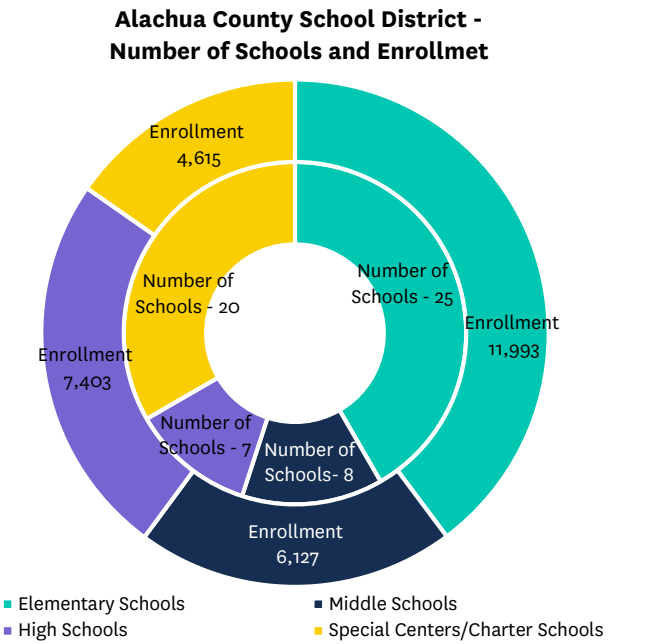 Alachua County School District -
Number of Schools and Enrollmet
Enrollment
4,615
Number of
Schools - 25
Number of
Schools - 20
Enrollment
11,993
Enrollment
7,403
Number of
Schools - 7
Number of
Schools- 8
Enrollment
6,127
Elementary Schools
Middle Schools
High Schools
Special Centers/Charter Schools